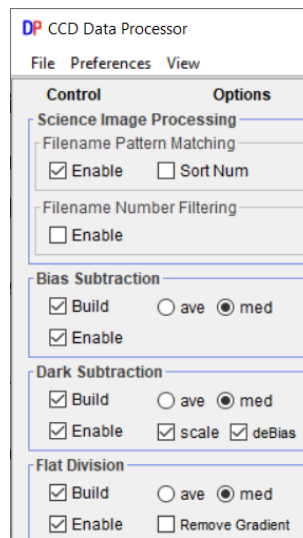 DP CCD Data Processor
File Preferences View
Control Options
Science Image Processing
Filename Pattern Matching
Enable Sort Num
Filename Number Filtering
Enable
Bias Subtraction
Build ave med
Enable
Dark Subtraction
Build ave med
Enable scale deBias
Flat Division
Build ave med
Enable Remove Gradient